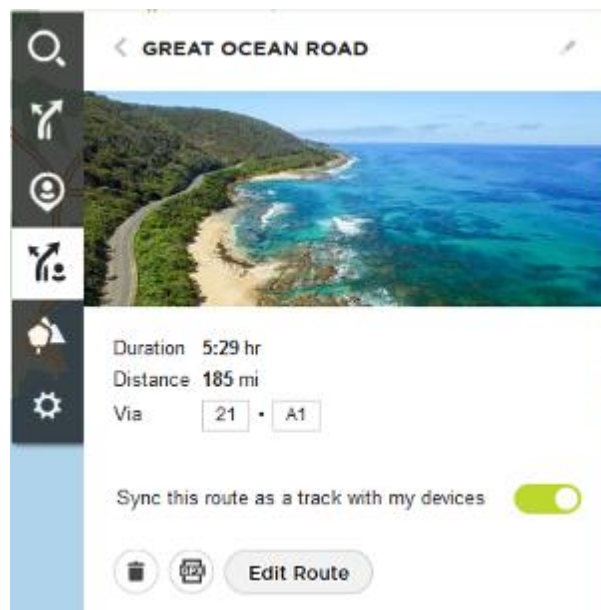 GREAT OCEAN ROAD
Duration 5:29 hr
Distance 185 mi
Via 21 • A1
Sync this route as a track with my devices
Edit Route